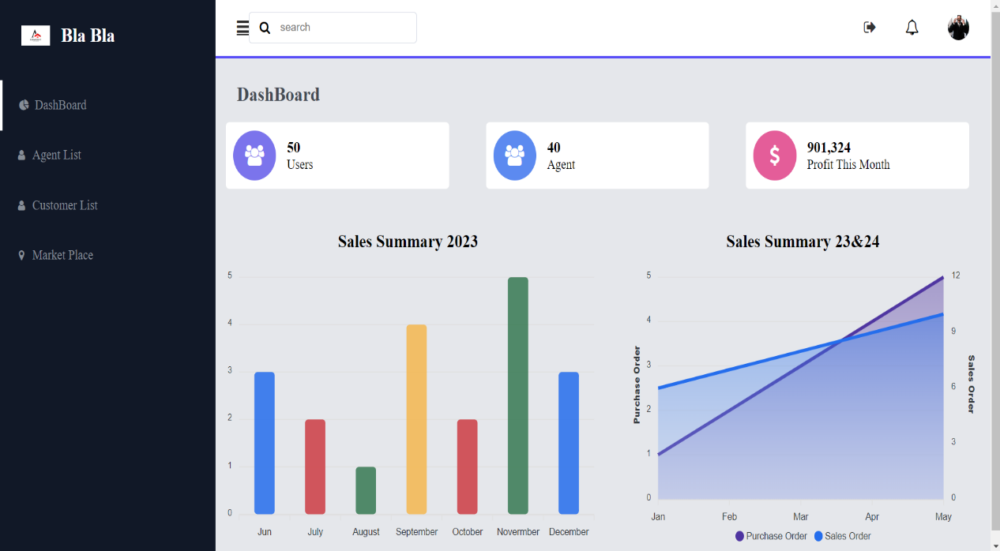 Bla Bla
DashBoard
Agent List
Customer List
Market Place
search
DashBoard
50
Users
40
Agent
901,324
Profit This Month
Sales Summary 2023
5
4
3
2
1
0
Jun July August September October Novermber December
Sales Summary 23&24
Purchase Order
5
4
3
2
1
0
12
9
6
3
0
Sales Order
Jan Feb Mar Apr May
Purchase Order Sales Order